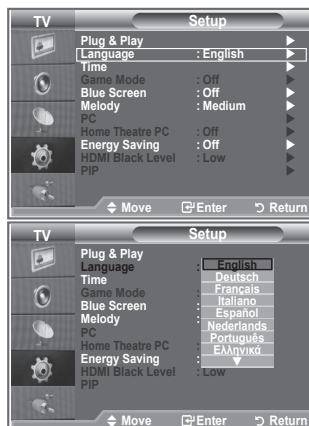 TV Setup
Plug & Play
Language : English
Time
Game Mode : Off
Blue Screen : Off
Melody : Medium
PC
Home Theatre PC : Off
Energy Saving : Off
HDMI Black Level : Low
PIP
Move Enter Return
TV Setup
Plug & Play
Language : English
Time Deutsch
Game Mode : Français
Blue Screen : Italiano
Melody : Español
PC Nederlands
Home Theatre PC : Português
Energy Saving : Ελληνικά
HDMI Black Level : Low
PIP
Move Enter Return